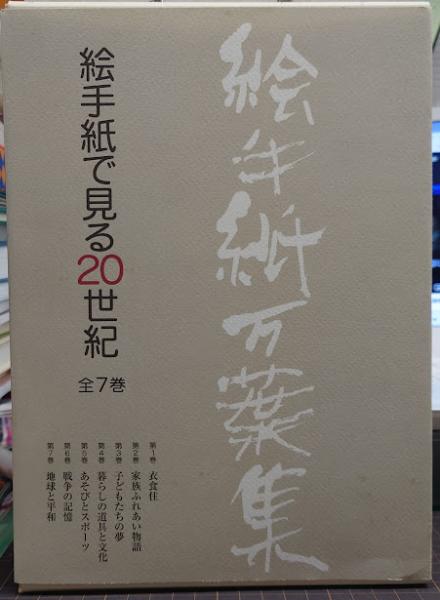 絵手紙万葉集
絵手紙で見る20世紀
全7巻
第1巻 衣食住
第2巻 家族ふれあい物語
第3巻 子どもたちの夢
第4巻 暮らしの道具と文化
第5巻 あそびとスポーツ
第6巻 戦争の記憶
第7巻 地球と平和